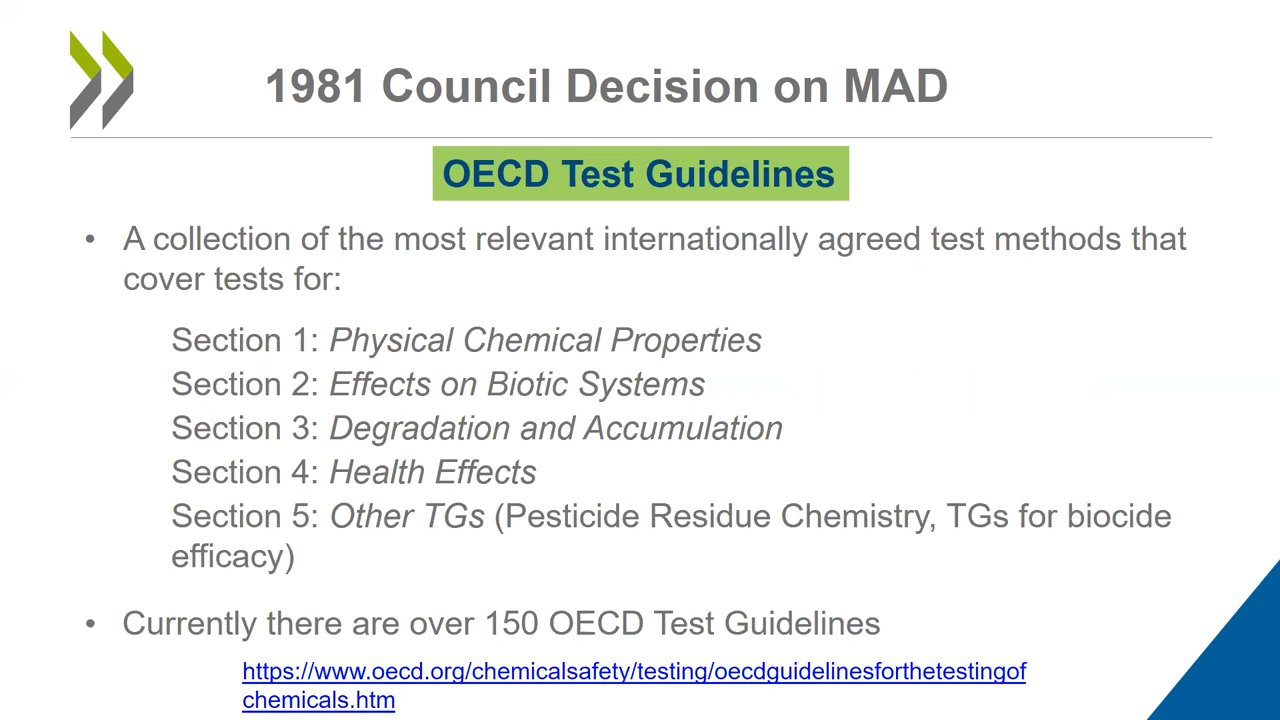 1981 Council Decision on MAD
OECD Test Guidelines
• A collection of the most relevant internationally agreed test methods that
cover tests for:
Section 1: Physical Chemical Properties
Section 2: Effects on Biotic Systems
Section 3: Degradation and Accumulation
Section 4: Health Effects
Section 5: Other TGs (Pesticide Residue Chemistry, TGs for biocide
efficacy)
• Currently there are over 150 OECD Test Guidelines
https://www.oecd.org/chemicalsafety/testing/oecdguidelinesforthetestingof
chemicals.htm